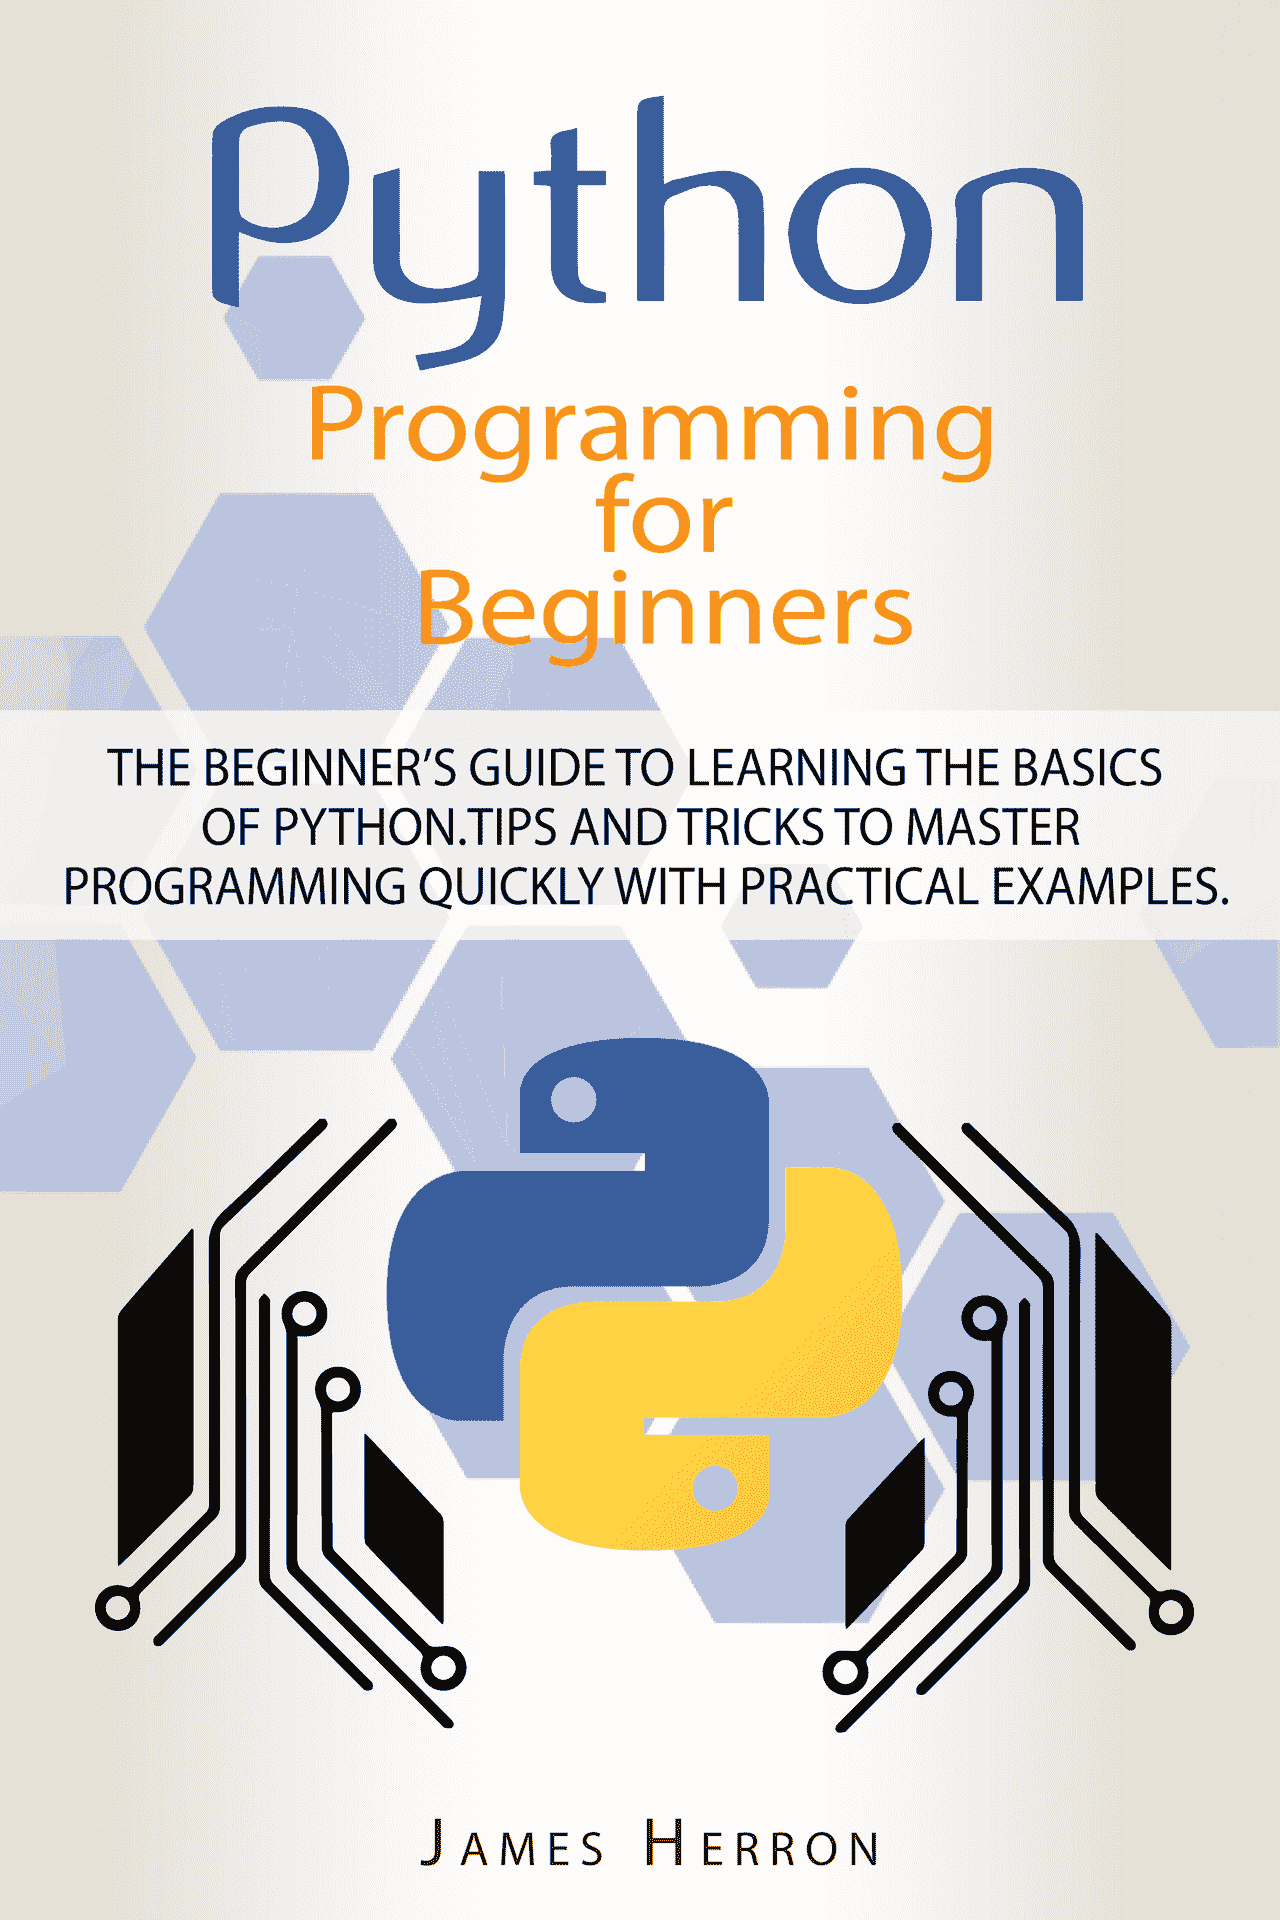 Python
Programming
for
Beginners
THE BEGINNER’S GUIDE TO LEARNING THE BASICS
OF PYTHON.TIPS AND TRICKS TO MASTER
PROGRAMMING QUICKLY WITH PRACTICAL EXAMPLES.
JAMES HERRON